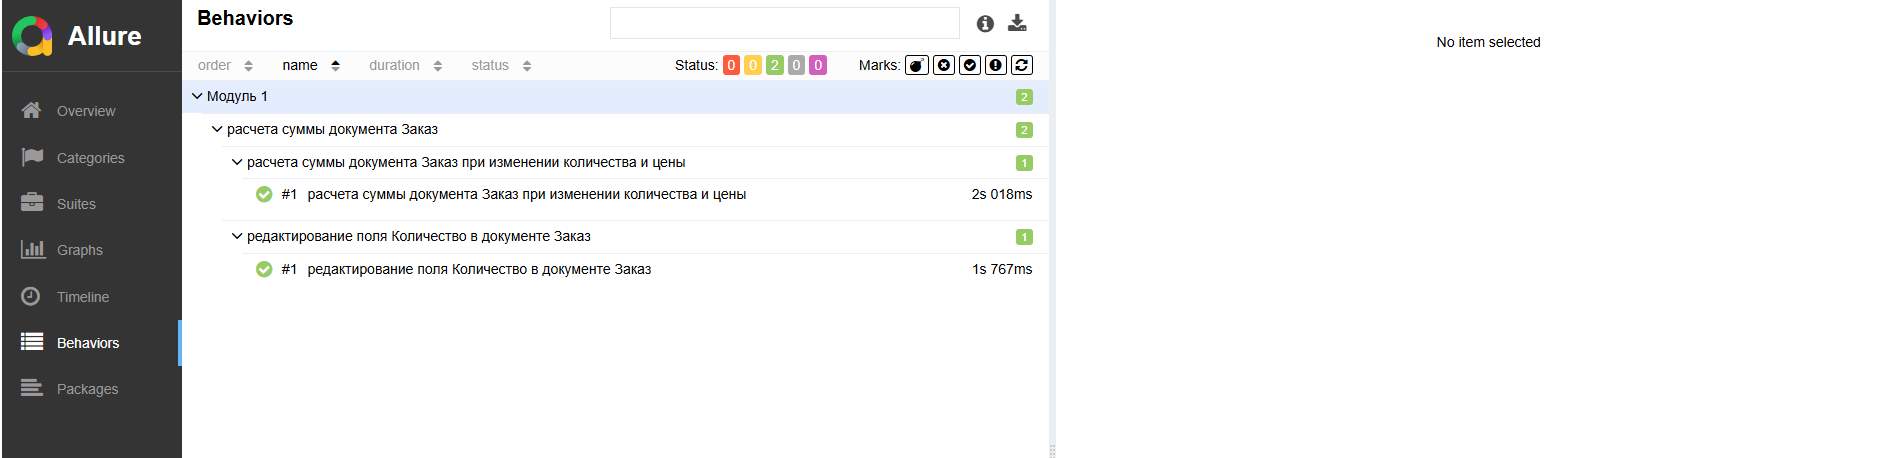 Allure
Overview
Categories
Suites
Graphs
Timeline
Behaviors
Packages
Behaviors
order name duration status Status: 0 0 2 0 0 Marks:
Модуль 1 2
расчета суммы документа Заказ 2
расчета суммы документа Заказ при изменении количества и цены 1
#1 расчета суммы документа Заказ при изменении количества и цены 2s 018ms
редактирование поля Количество в документе Заказ 1
#1 редактирование поля Количество в документе Заказ 1s 767ms
No item selected